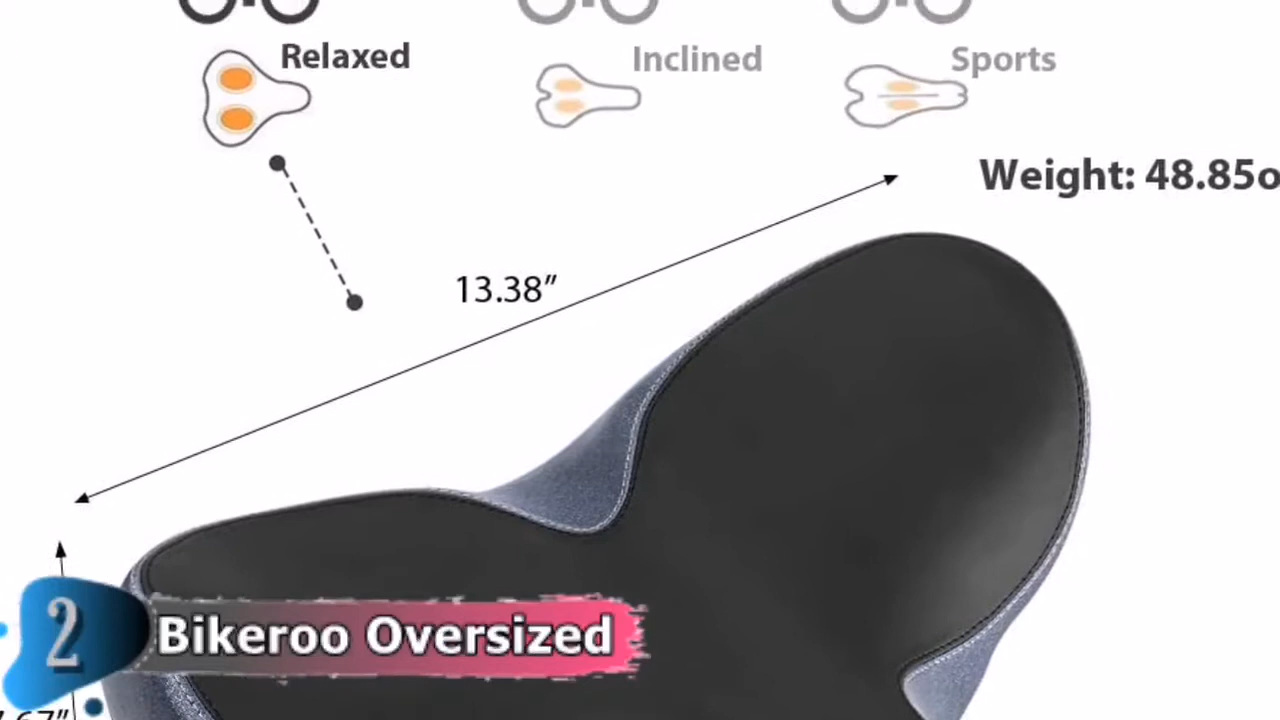 Relaxed
Inclined
Sports
Weight: 48.85o
13.38”
2
Bikeroo Oversized